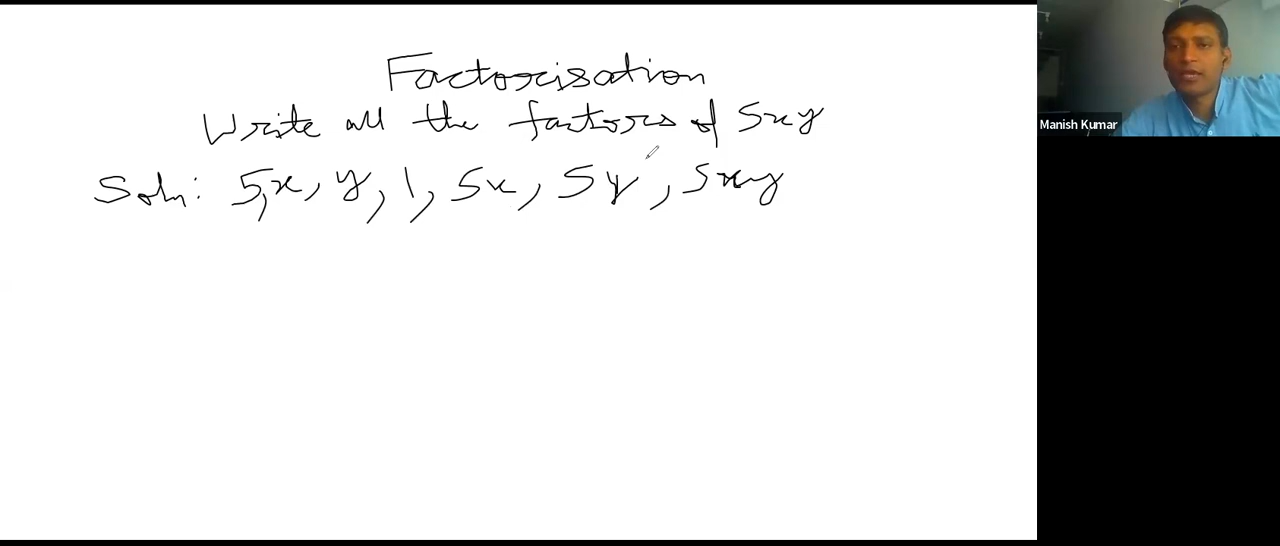 Factorisation
Write all the factors of 5xy
Soln: 5, x, y, 1, 5x, 5y, 5xy
Manish Kumar